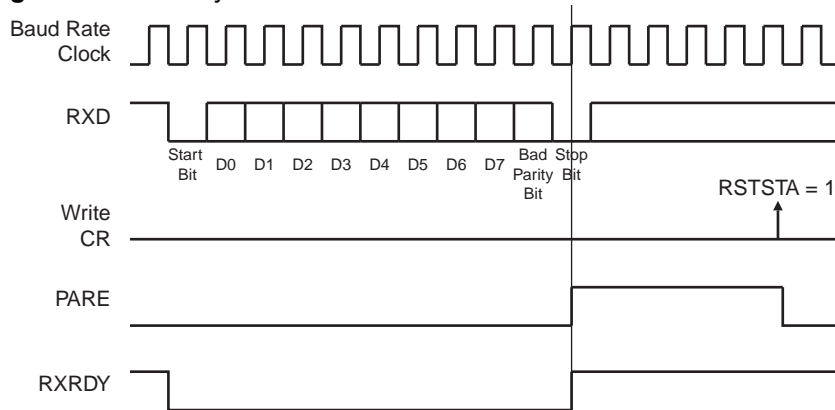 Baud Rate
Clock
RXD
Start
Bit
D0
D1
D2
D3
D4
D5
D6
D7
Bad
Parity
Bit
Stop
Bit
RSTSTA = 1
Write
CR
PARE
RXRDY